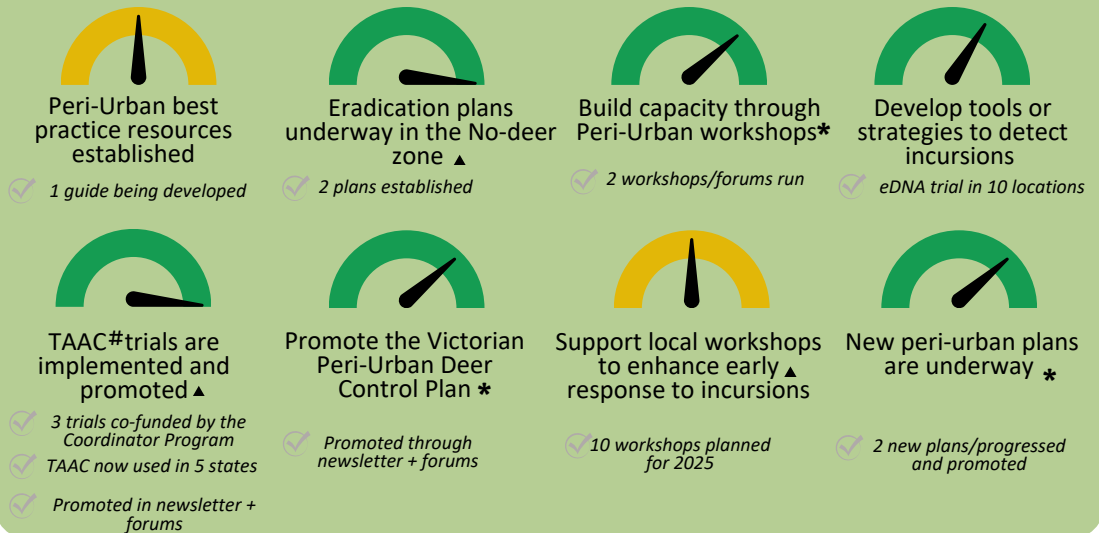 Peri-Urban best
practice resources
established
1 guide being developed
Eradication plans
underway in the No-deer
zone ▲
2 plans established
Build capacity through
Peri-Urban workshops*
2 workshops/forums run
Develop tools or
strategies to detect
incursions
eDNA trial in 10 locations
TAAC# trials are
implemented and
promoted ▲
3 trials co-funded by the
Coordinator Program
TAAC now used in 5 states
Promoted in newsletter +
forums
Promote the Victorian
Peri-Urban Deer
Control Plan *
Promoted through
newsletter + forums
Support local workshops
to enhance early ▲
response to incursions
10 workshops planned
for 2025
New peri-urban plans
are underway *
2 new plans/progressed
and promoted